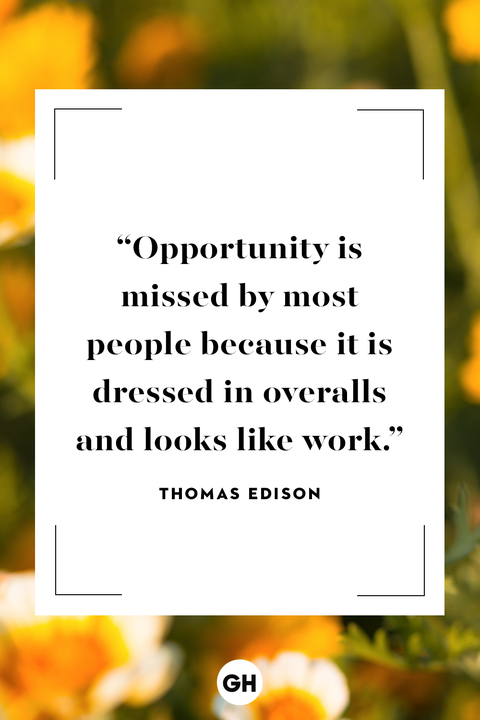 “Opportunity is
missed by most
people because it is
dressed in overalls
and looks like work.”
THOMAS EDISON
GH